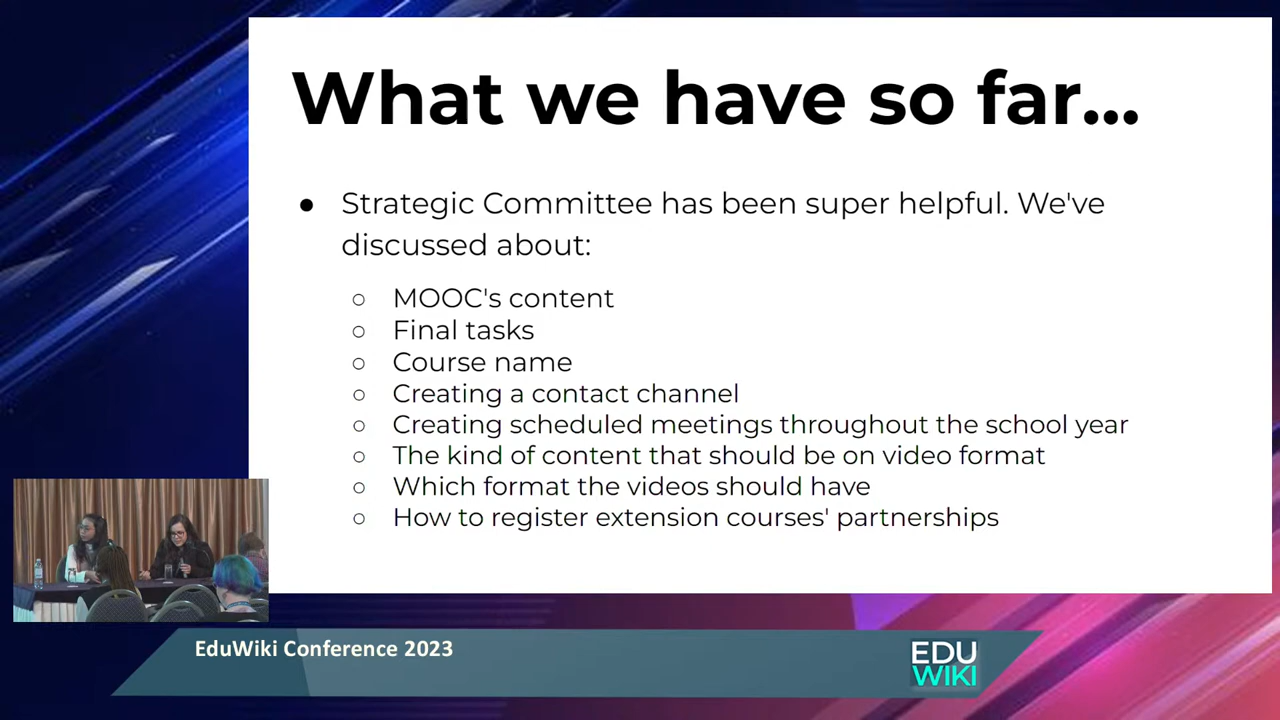 What we have so far...
● Strategic Committee has been super helpful. We've
discussed about:
○ MOOC's content
○ Final tasks
○ Course name
○ Creating a contact channel
○ Creating scheduled meetings throughout the school year
○ The kind of content that should be on video format
○ Which format the videos should have
○ How to register extension courses' partnerships
EduWiki Conference 2023
EDU
WIKI